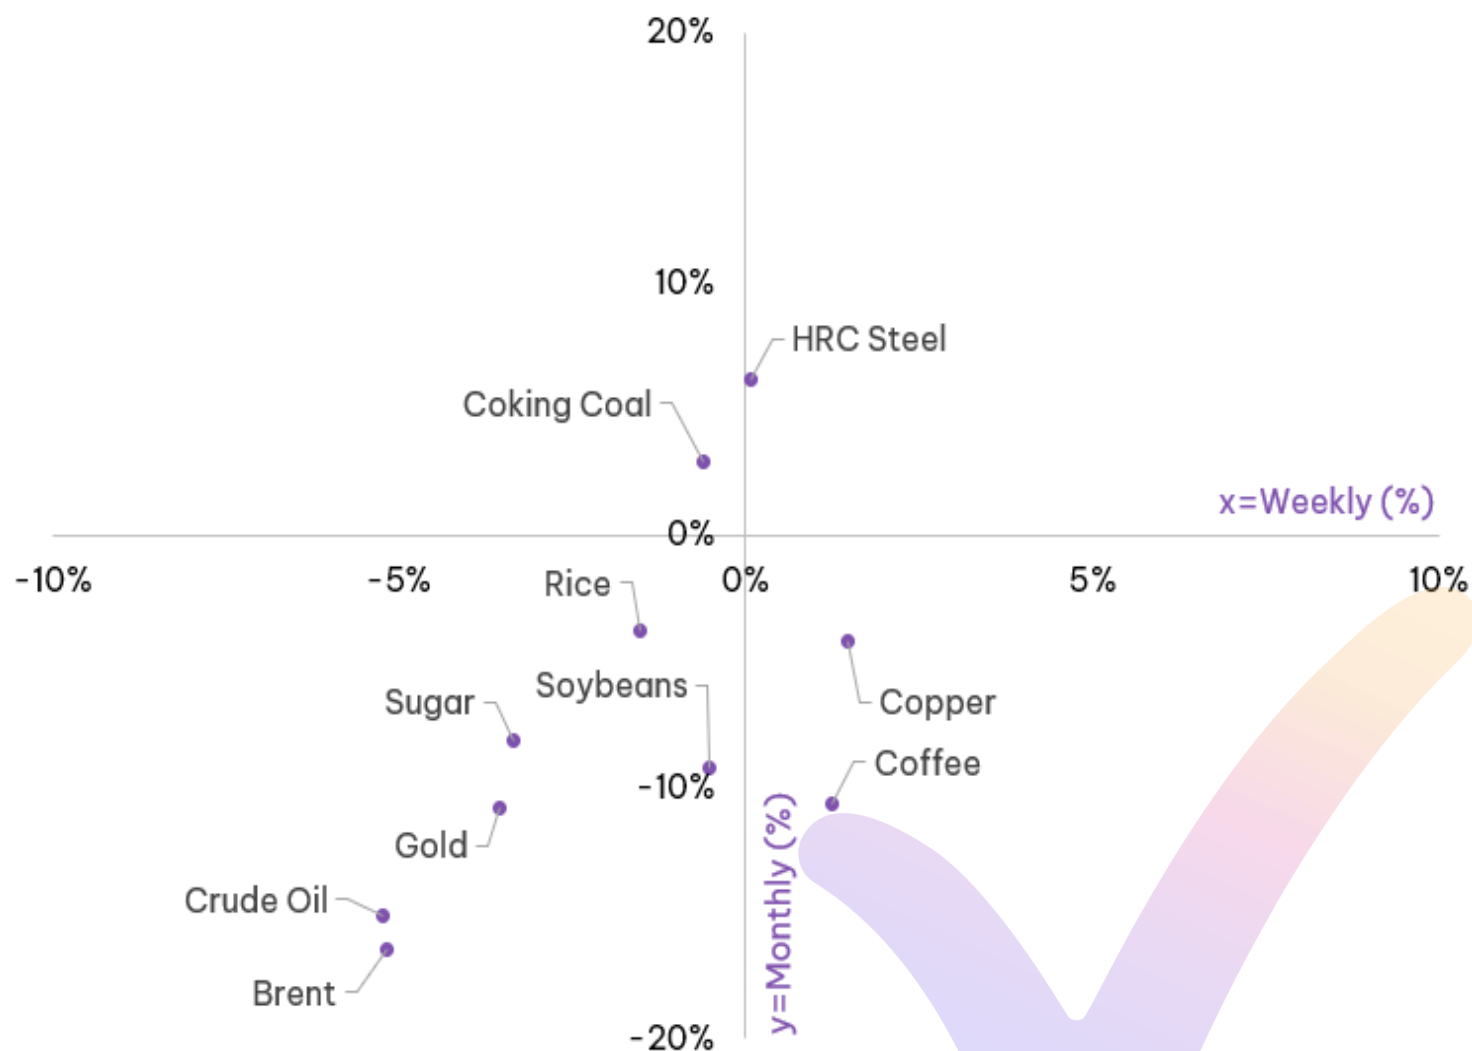 20%
10%
HRC Steel
Coking Coal
x=Weekly (%)
0%
-10%
-5%
0%
5%
10%
Rice
Soybeans
Sugar
Copper
Coffee
-10%
Gold
y=Monthly (%)
Crude Oil
Brent
-20%